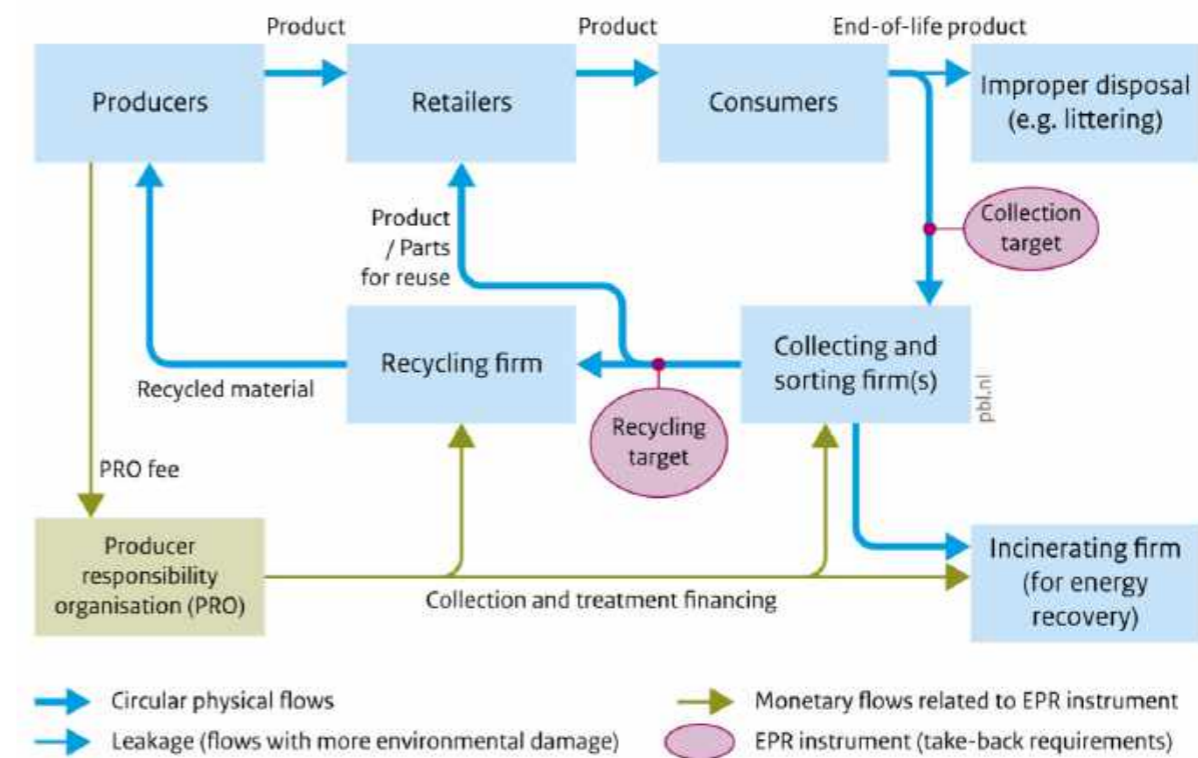 Product
Product
End-of-life product
Producers
Retailers
Consumers
Improper disposal
(e.g. littering)
Product
/ Parts
for reuse
Collection
target
Recycling firm
Collecting and
sorting firm(s)
pbl.nl
Recycled material
Recycling
target
PRO fee
Producer
responsibility
organisation (PRO)
Collection and treatment financing
Incinerating firm
(for energy
recovery)
Circular physical flows
Monetary flows related to EPR instrument
Leakage (flows with more environmental damage)
EPR instrument (take-back requirements)